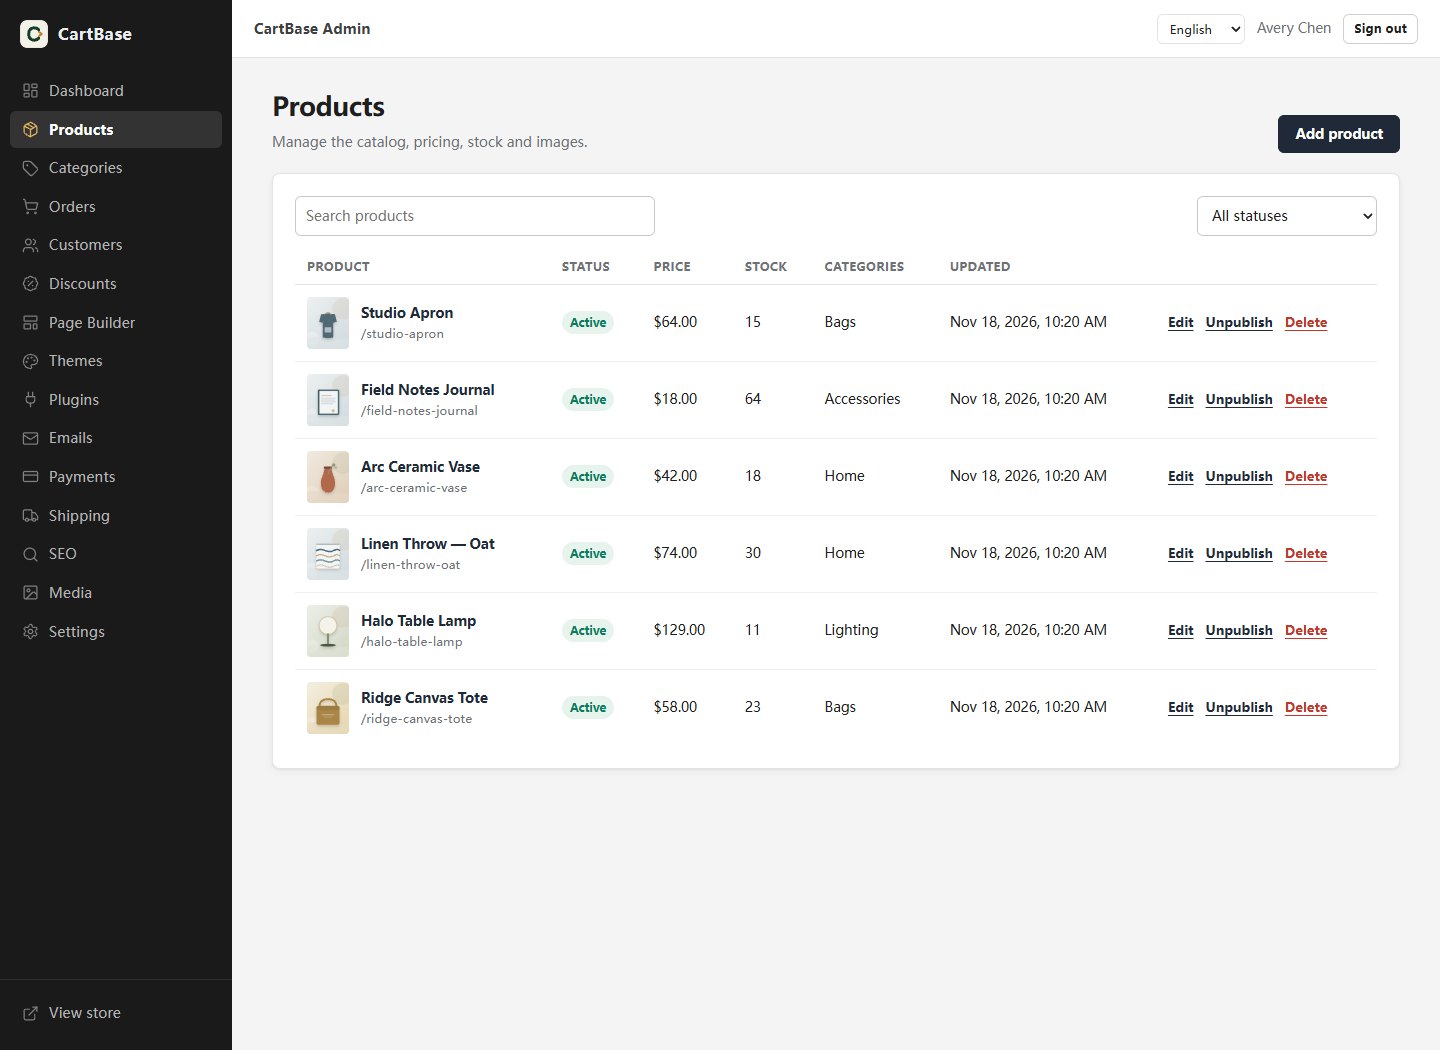 CartBase
Dashboard
Products
Categories
Orders
Customers
Discounts
Page Builder
Themes
Plugins
Emails
Payments
Shipping
SEO
Media
Settings
View store
CartBase Admin
English
Avery Chen
Sign out
Products
Manage the catalog, pricing, stock and images.
Add product
Search products
All statuses
PRODUCT STATUS PRICE STOCK CATEGORIES UPDATED
Studio Apron
/studio-apron
Active $64.00 15 Bags Nov 18, 2026, 10:20 AM Edit Unpublish Delete
Field Notes Journal
/field-notes-journal
Active $18.00 64 Accessories Nov 18, 2026, 10:20 AM Edit Unpublish Delete
Arc Ceramic Vase
/arc-ceramic-vase
Active $42.00 18 Home Nov 18, 2026, 10:20 AM Edit Unpublish Delete
Linen Throw — Oat
/linen-throw-oat
Active $74.00 30 Home Nov 18, 2026, 10:20 AM Edit Unpublish Delete
Halo Table Lamp
/halo-table-lamp
Active $129.00 11 Lighting Nov 18, 2026, 10:20 AM Edit Unpublish Delete
Ridge Canvas Tote
/ridge-canvas-tote
Active $58.00 23 Bags Nov 18, 2026, 10:20 AM Edit Unpublish Delete